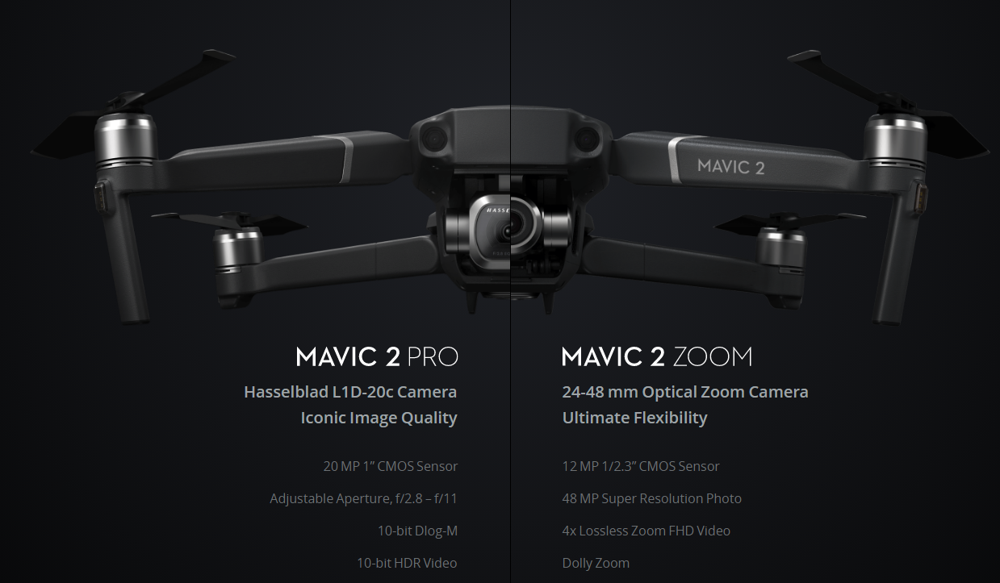 MAVIC 2
HASSE
MAVIC 2 PRO
Hasselblad L1D-20c Camera
Iconic Image Quality
20 MP 1” CMOS Sensor
Adjustable Aperture, f/2.8 – f/11
10-bit Dlog-M
10-bit HDR Video
MAVIC 2 ZOOM
24-48 mm Optical Zoom Camera
Ultimate Flexibility
12 MP 1/2.3” CMOS Sensor
48 MP Super Resolution Photo
4x Lossless Zoom FHD Video
Dolly Zoom